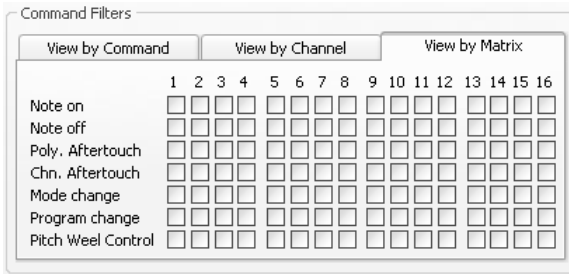 Command Filters
View by Command View by Channel View by Matrix
1 2 3 4 5 6 7 8 9 10 11 12 13 14 15 16
Note on
Note off
Poly. Aftertouch
Chn. Aftertouch
Mode change
Program change
Pitch Weel Control